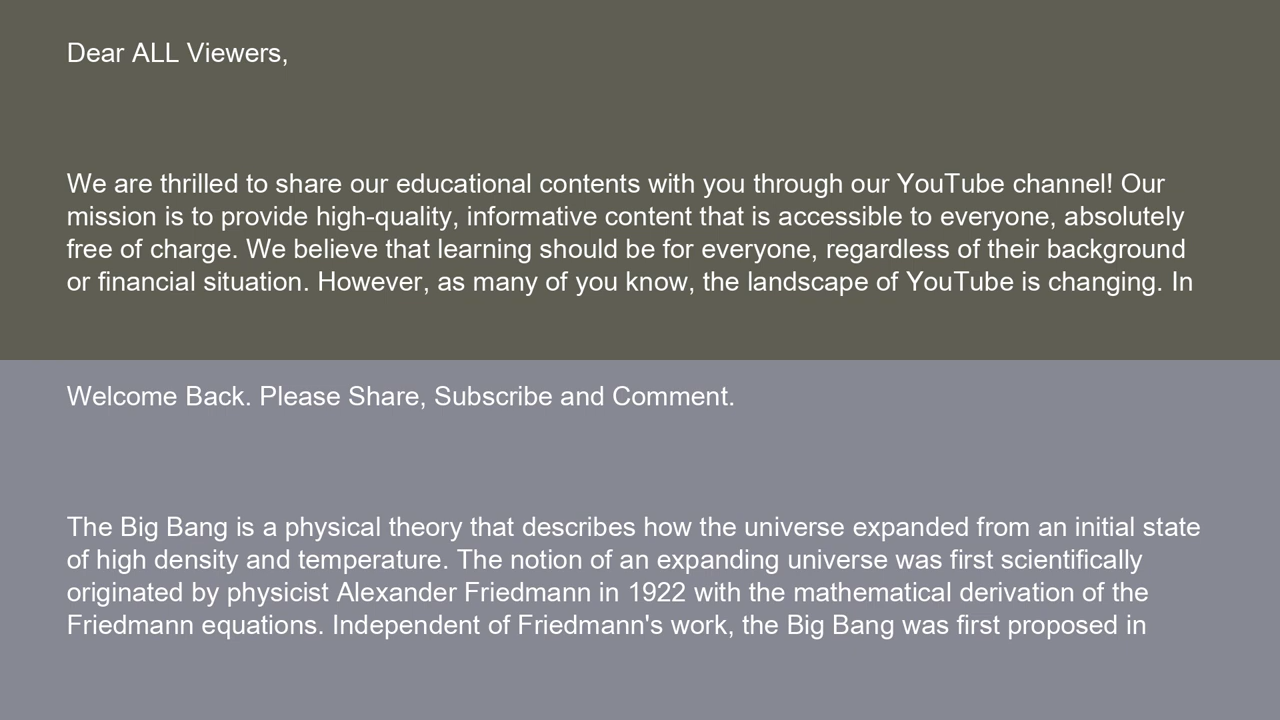 Dear ALL Viewers,
We are thrilled to share our educational contents with you through our YouTube channel! Our
mission is to provide high-quality, informative content that is accessible to everyone, absolutely
free of charge. We believe that learning should be for everyone, regardless of their background
or financial situation. However, as many of you know, the landscape of YouTube is changing. In
Welcome Back. Please Share, Subscribe and Comment.
The Big Bang is a physical theory that describes how the universe expanded from an initial state
of high density and temperature. The notion of an expanding universe was first scientifically
originated by physicist Alexander Friedmann in 1922 with the mathematical derivation of the
Friedmann equations. Independent of Friedmann's work, the Big Bang was first proposed in